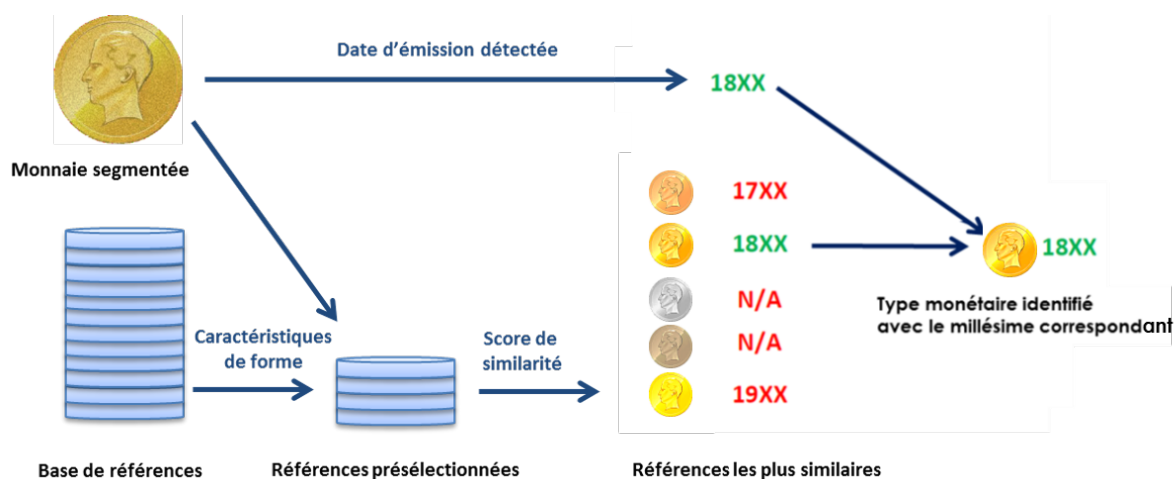 Date d'émission détectée
18XX
Monnaie segmentée
17XX
18XX
18XX
N/A
Type monétaire identifié
avec le millésime correspondant
Caractéristiques
de forme
Score de
similarité
N/A
19XX
Base de références
Références présélectionnées
Références les plus similaires